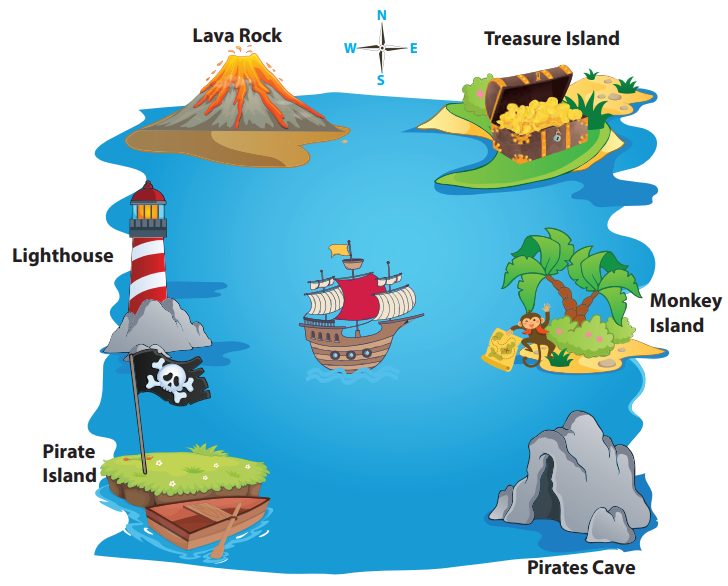 N
Lava Rock
W
E
Treasure Island
S
Lighthouse
Monkey
Island
Pirate
Island
Pirates Cave